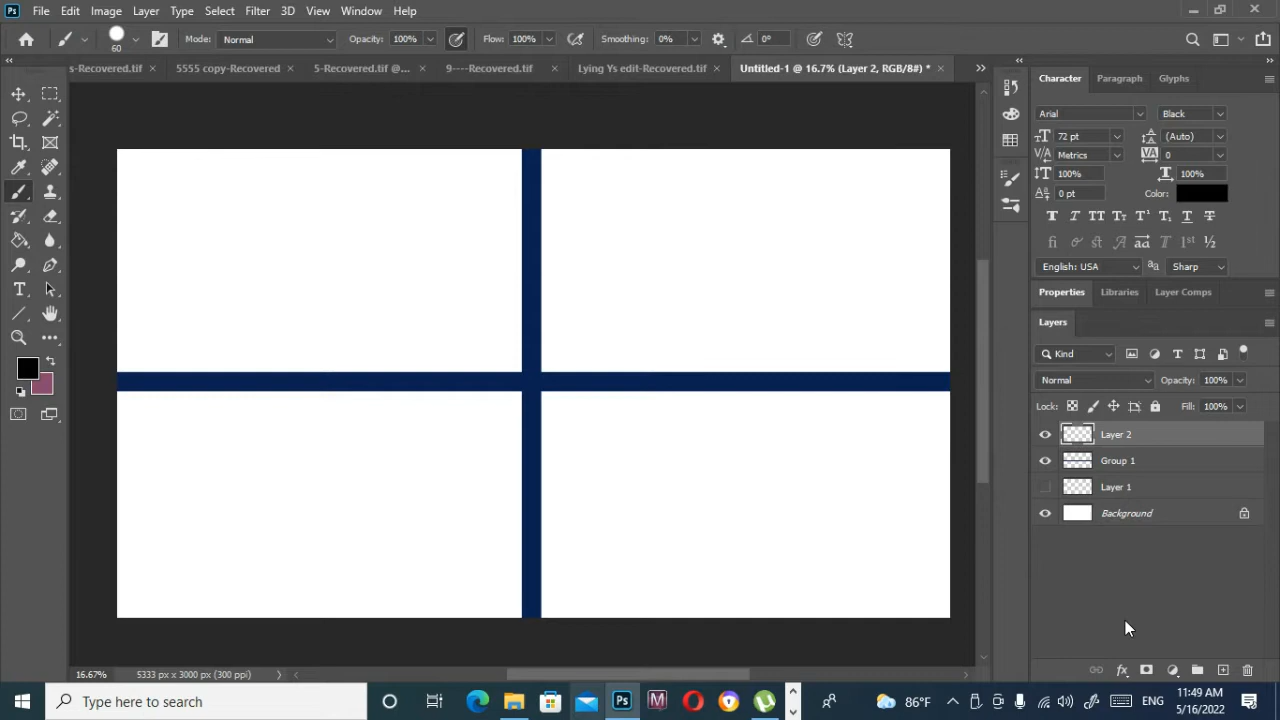 Ps File Edit Image Layer Type Select Filter 3D View Window Help
60 Mode: Normal Opacity: 100% Flow: 100% Smoothing: 0% 0°
s-Recovered.tif 5555 copy-Recovered 5-Recovered.tif @... 9----Recovered.tif Lying Ys edit-Recovered.tif Untitled-1 @ 16.7% (Layer 2, RGB/8#) *
Character Paragraph Glyphs
Arial Black
72 pt (Auto)
Metrics 0
100% 100%
0 pt Color:
English: USA Sharp
Properties Libraries Layer Comps
Layers
Kind
Normal Opacity: 100%
Lock: Fill: 100%
Layer 2
Group 1
Layer 1
Background
16.67% 5333 px x 3000 px (300 ppi)
Type here to search Ps M 86°F ENG 11:49 AM
5/16/2022